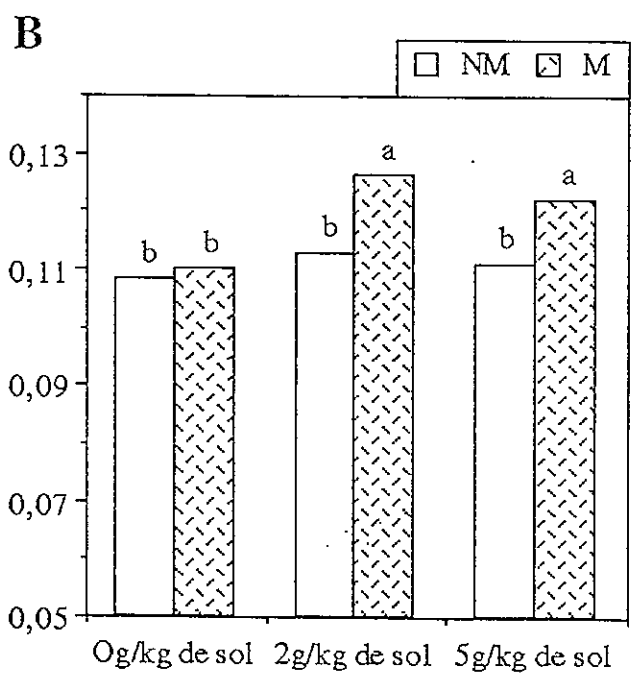 B
NM M
0,13
0,11
0,09
0,07
0,05
b b b a b a
Og/kg de sol 2g/kg de sol 5g/kg de sol